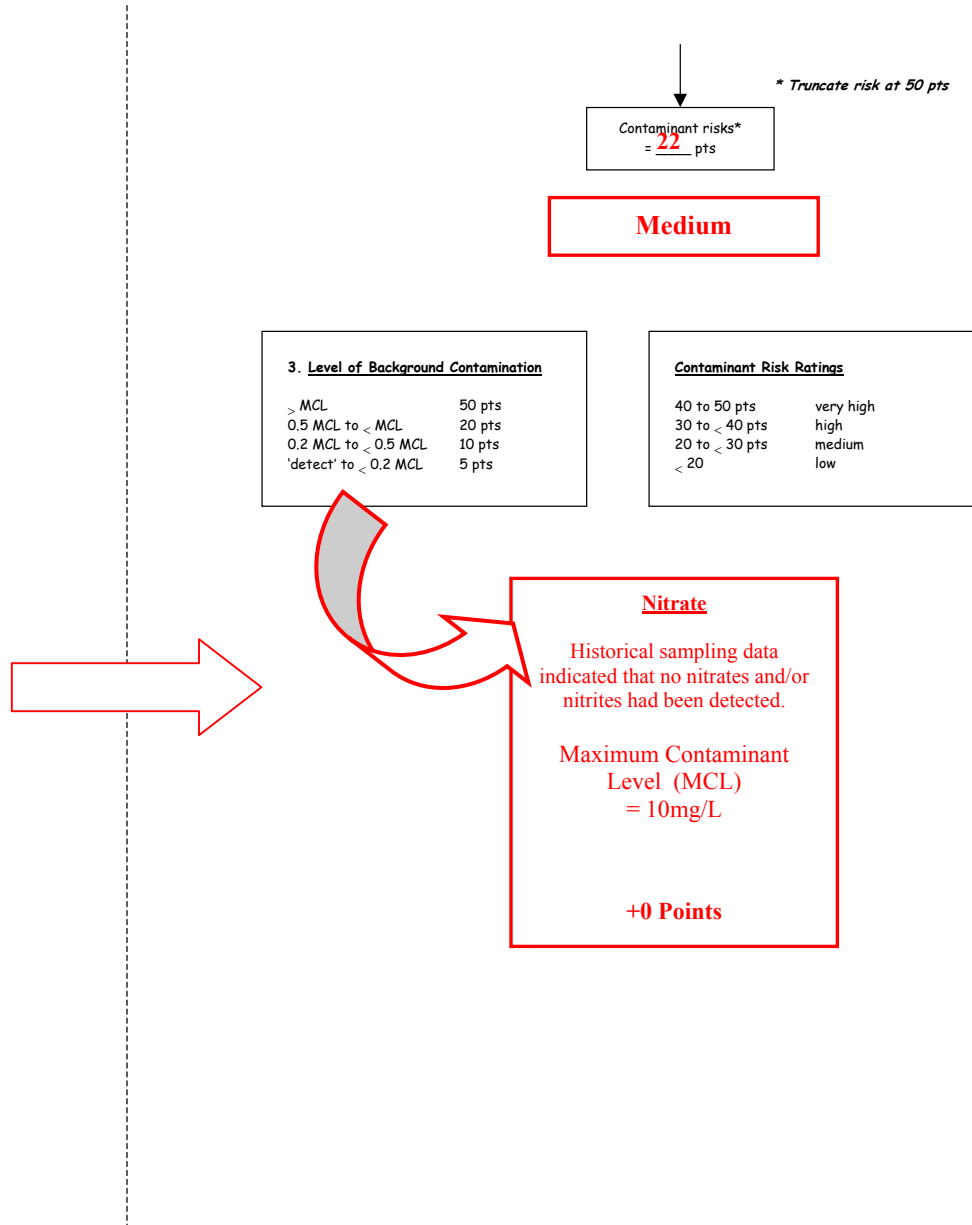 * Truncate risk at 50 pts
Contaminant risks*
= 22 pts
Medium
3. Level of Background Contamination
> MCL 50 pts
0.5 MCL to < MCL 20 pts
0.2 MCL to < 0.5 MCL 10 pts
'detect' to < 0.2 MCL 5 pts
Contaminant Risk Ratings
40 to 50 pts very high
30 to < 40 pts high
20 to < 30 pts medium
< 20 low
Nitrate
Historical sampling data
indicated that no nitrates and/or
nitrites had been detected.
Maximum Contaminant
Level (MCL)
= 10mg/L
+0 Points